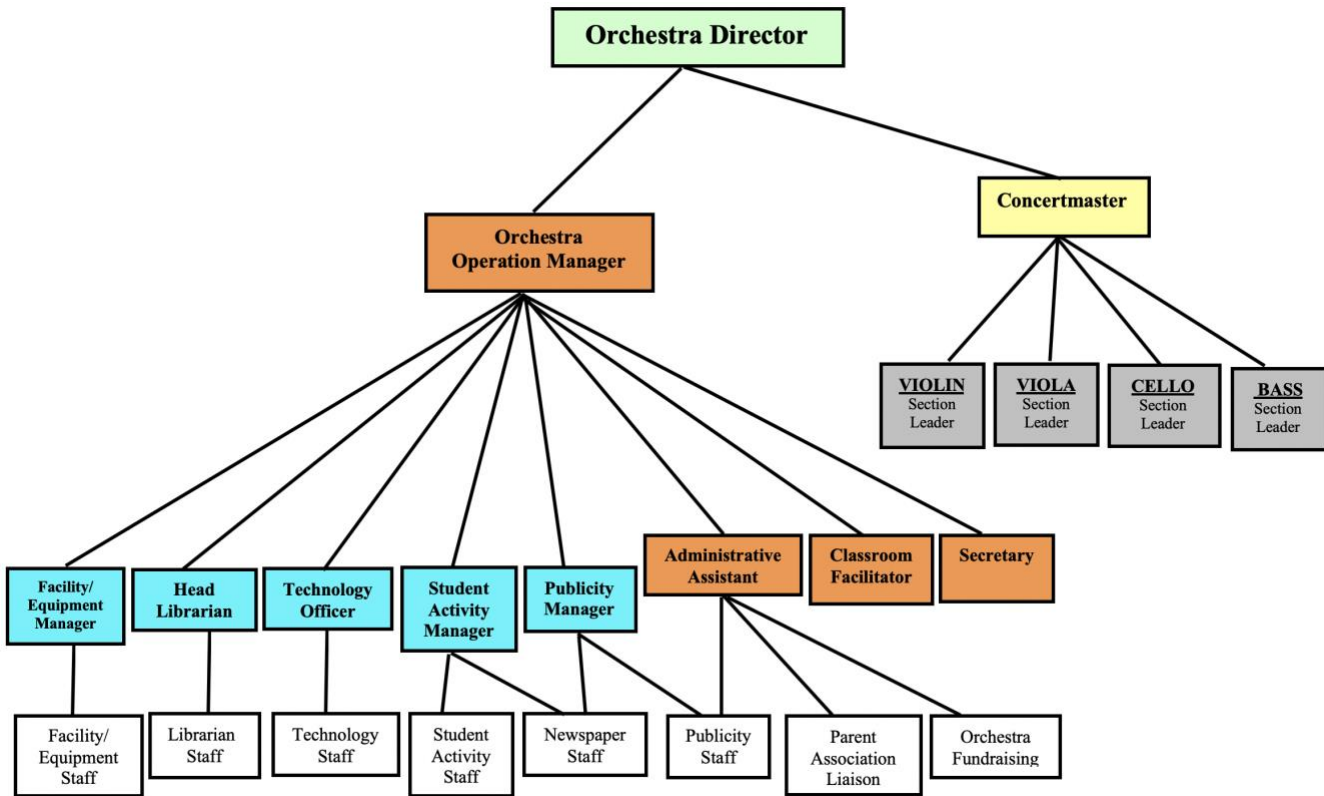 Orchestra Director
Concertmaster
Orchestra
Operation Manager
VIOLIN
Section
Leader
VIOLA
Section
Leader
CELLO
Section
Leader
BASS
Section
Leader
Facility/
Equipment
Manager
Head
Librarian
Technology
Officer
Student
Activity
Manager
Publicity
Manager
Administrative
Assistant
Classroom
Facilitator
Secretary
Facility/
Equipment
Staff
Librarian
Staff
Technology
Staff
Student
Activity
Staff
Newspaper
Staff
Publicity
Staff
Parent
Association
Liaison
Orchestra
Fundraising